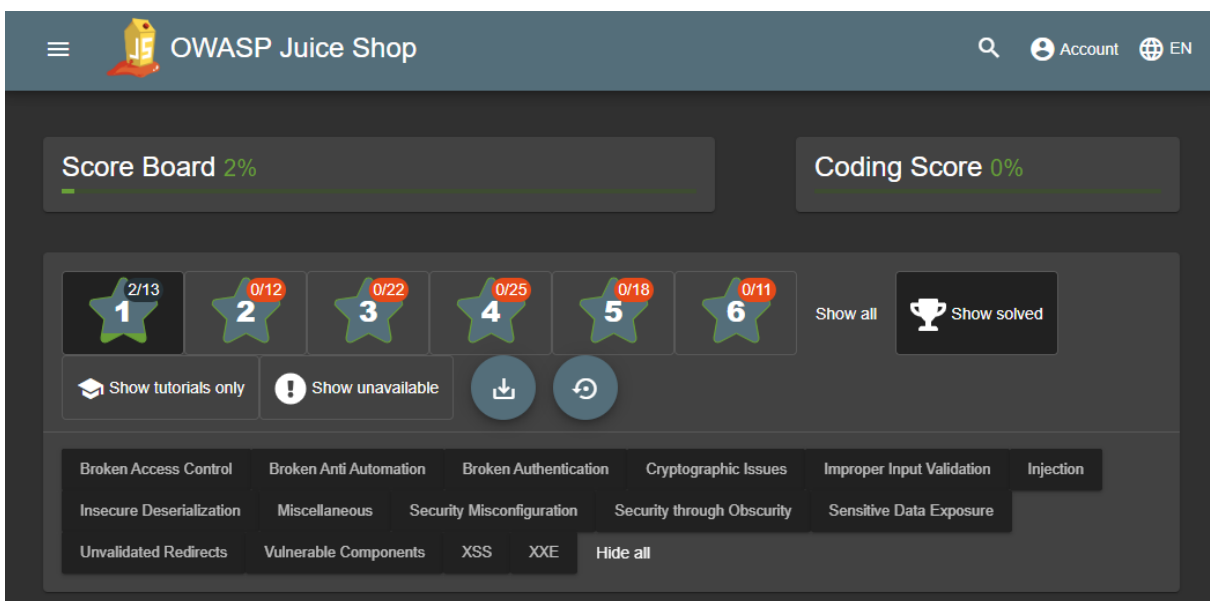 JS OWASP Juice Shop Account EN
Score Board 2% Coding Score 0%
2/13 0/12 0/22 0/25 0/18 0/11
1 2 3 4 5 6 Show all Show solved
Show tutorials only Show unavailable
Broken Access Control Broken Anti Automation Broken Authentication Cryptographic Issues Improper Input Validation Injection
Insecure Deserialization Miscellaneous Security Misconfiguration Security through Obscurity Sensitive Data Exposure
Unvalidated Redirects Vulnerable Components XSS XXE Hide all